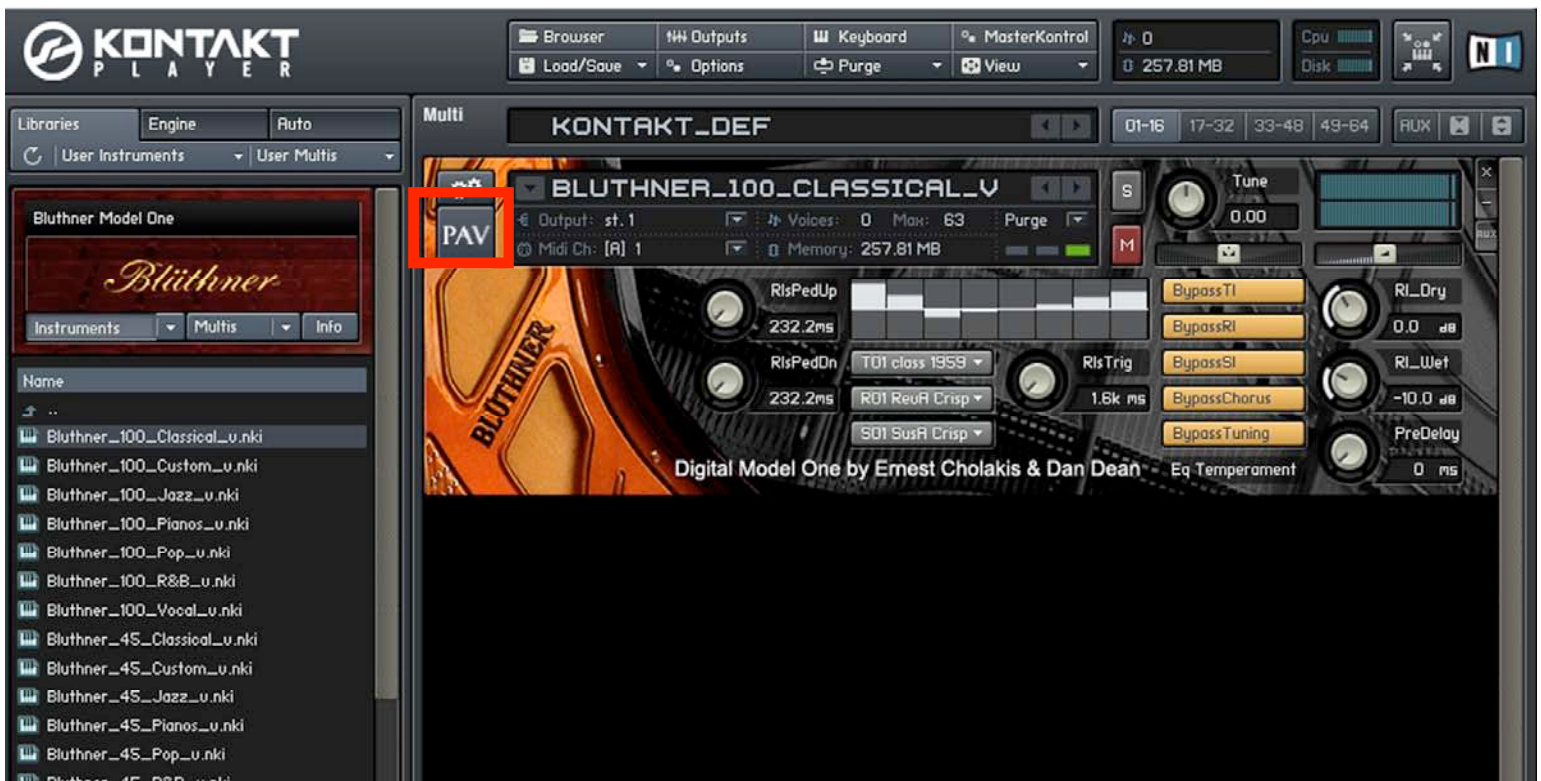 KONTAKT
PLAYER
Browser
Outputs
Keyboard
MasterKontrol
Load/Save
Options
Purge
View
0
257.81 MB
Cpu
Disk
NI
Libraries
Engine
Auto
User Instruments
User Multis
Multi
KONTAKT_DEF
01-16
17-32
33-48
49-64
AUX
Bluthner Model One
Blüthner
Instruments
Multis
Info
Name
..
Bluthner_100_Classical_v.nki
Bluthner_100_Custom_v.nki
Bluthner_100_Jazz_v.nki
Bluthner_100_Pianos_v.nki
Bluthner_100_Pop_v.nki
Bluthner_100_R&B_v.nki
Bluthner_100_Vocal_v.nki
Bluthner_45_Classical_v.nki
Bluthner_45_Custom_v.nki
Bluthner_45_Jazz_v.nki
Bluthner_45_Pianos_v.nki
Bluthner_45_Pop_v.nki
PAV
BLUTHNER_100_CLASSICAL_V
Output: st. 1
Voices: 0 Max: 63
Purge
Midi Ch: [A] 1
Memory: 257.81 MB
S
M
Tune
0.00
×
-
AUX
BLÜTHNER
RlsPedUp
232.2ms
RlsPedDn
232.2ms
T01 class 1959
R01 RevA Crisp
S01 SusA Crisp
RlsTrig
1.6k ms
BypassTI
BypassRI
BypassSI
BypassChorus
BypassTuning
Eq Temperament
RI_Dry
0.0 dB
RI_Wet
-10.0 dB
PreDelay
0 ms
Digital Model One by Ernest Cholakis & Dan Dean